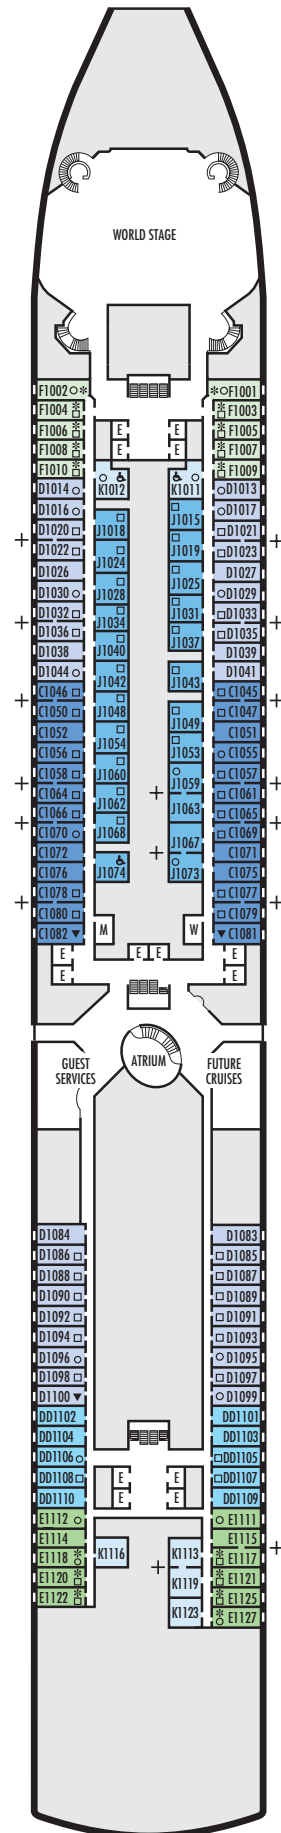 WORLD STAGE
F1002 F1001
F1004 F1003
E
E
F1006 F1005
E
E
F1008 F1007
F1010 F1009
K1012 K1011
D1014 D1013
J1015
D1016 D1017
J1018
D1020 D1021
J1019
D1022 D1023
J1024
D1026 D1027
J1025
J1028
D1030 D1029
J1031
D1032 D1033
J1034
D1036 D1035
J1037
J1040
D1038 D1039
D1044 D1041
J1042 J1043
C1046 C1045
C1050 C1047
J1048
J1049
C1052 C1051
J1054
J1053
C1056 C1055
C1058 C1057
J1060
J1059
C1064 C1061
J1062 J1063
C1066 C1065
C1070 C1069
J1068
J1067
C1072 C1071
C1076 C1075
J1074 J1073
C1078 C1077
C1080 C1079
C1082 C1081
M W
E
E
E E
E
E
GUEST
SERVICES
ATRIUM
FUTURE
CRUISES
D1084 D1083
D1086 D1085
D1088 D1087
D1090 D1089
D1092 D1091
D1094 D1093
D1096 D1095
D1098 D1097
D1100 D1099
DD1102 DD1101
DD1104 DD1103
DD1106 DD1105
DD1108 DD1107
E
E
E
E
DD1110 DD1109
E1112 E1111
E1114 E1115
E1118 E1117
K1116 K1113
E1120 E1121
K1119
E1122 E1125
K1123
E1127